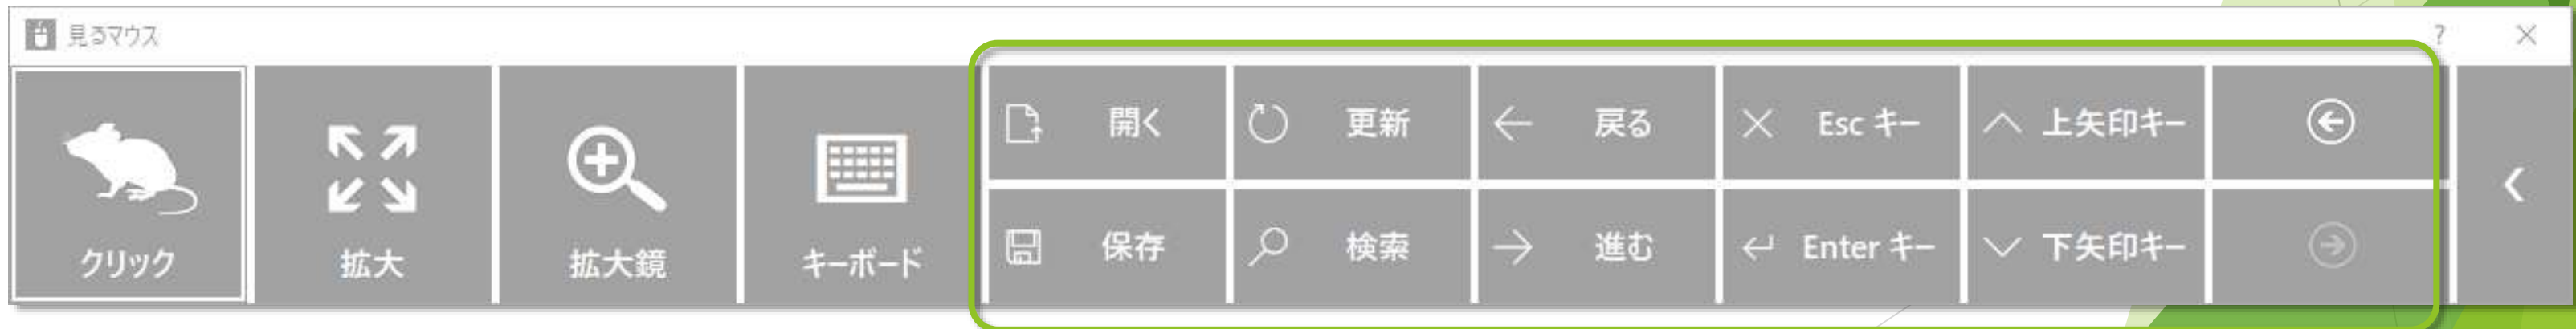 見るマウス
?
クリック
拡大
拡大鏡
キーボード
開く
更新
戻る
Esc キー
上矢印キー
保存
検索
進む
Enter キー
下矢印キー